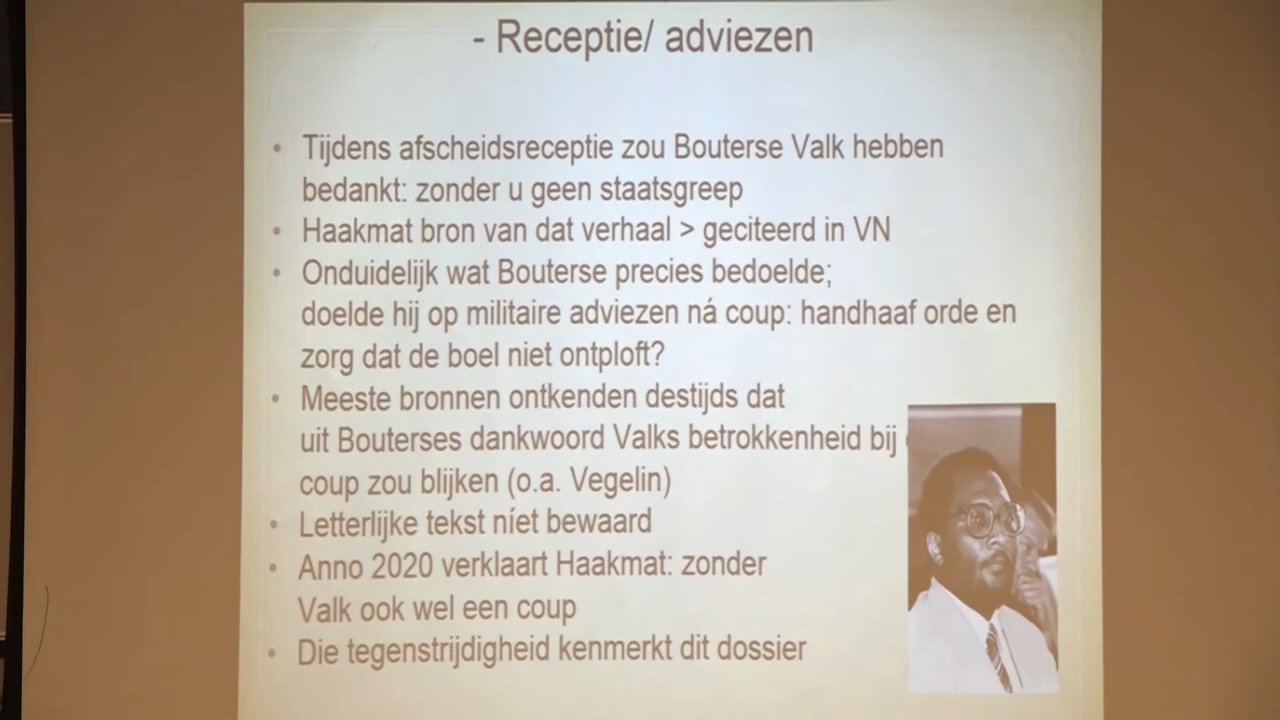 - Receptie/ adviezen
• Tijdens afscheidsreceptie zou Bouterse Valk hebben
bedankt: zonder u geen staatsgreep
• Haakmat bron van dat verhaal > geciteerd in VN
• Onduidelijk wat Bouterse precies bedoelde;
doelde hij op militaire adviezen ná coup: handhaaf orde en
zorg dat de boel niet ontploft?
• Meeste bronnen ontkenden destijds dat
uit Bouterses dankwoord Valks betrokkenheid bij
coup zou blijken (o.a. Vegelin)
• Letterlijke tekst níet bewaard
• Anno 2020 verklaart Haakmat: zonder
Valk ook wel een coup
• Die tegenstrijdigheid kenmerkt dit dossier